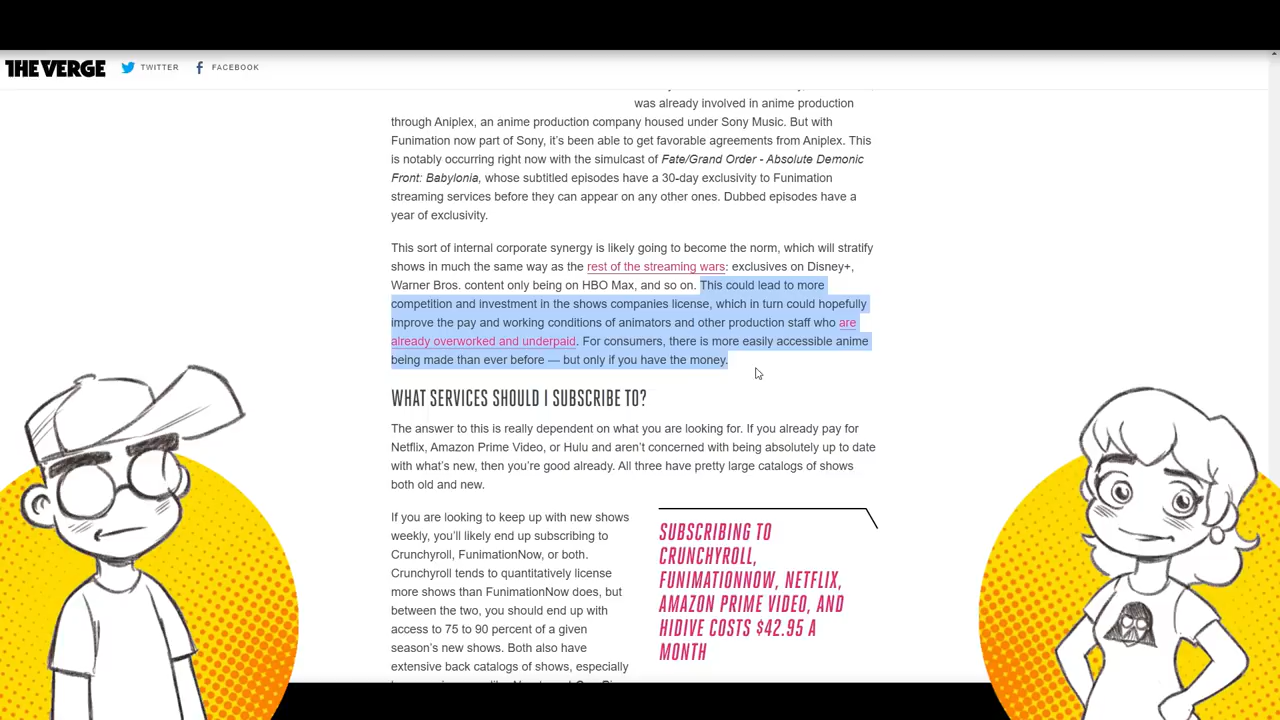 THE VERGE
TWITTER
FACEBOOK
was already involved in anime production
through Aniplex, an anime production company housed under Sony Music. But with
Funimation now part of Sony, it's been able to get favorable agreements from Aniplex. This
is notably occurring right now with the simulcast of Fate/Grand Order - Absolute Demonic
Front: Babylonia, whose subtitled episodes have a 30-day exclusivity to Funimation
streaming services before they can appear on any other ones. Dubbed episodes have a
year of exclusivity.
This sort of internal corporate synergy is likely going to become the norm, which will stratify
shows in much the same way as the rest of the streaming wars: exclusives on Disney+,
Warner Bros. content only being on HBO Max, and so on. This could lead to more
competition and investment in the shows companies license, which in turn could hopefully
improve the pay and working conditions of animators and other production staff who are
already overworked and underpaid. For consumers, there is more easily accessible anime
being made than ever before — but only if you have the money.
WHAT SERVICES SHOULD I SUBSCRIBE TO?
The answer to this is really dependent on what you are looking for. If you already pay for
Netflix, Amazon Prime Video, or Hulu and aren't concerned with being absolutely up to date
with what's new, then you're good already. All three have pretty large catalogs of shows
both old and new.
If you are looking to keep up with new shows
weekly, you'll likely end up subscribing to
Crunchyroll, FunimationNow, or both.
Crunchyroll tends to quantitatively license
more shows than FunimationNow does, but
between the two, you should end up with
access to 75 to 90 percent of a given
season's new shows. Both also have
extensive back catalogs of shows, especially
SUBSCRIBING TO
CRUNCHYROLL,
FUNIMATIONNOW, NETFLIX,
AMAZON PRIME VIDEO, AND
HIDIVE COSTS $42.95 A
MONTH